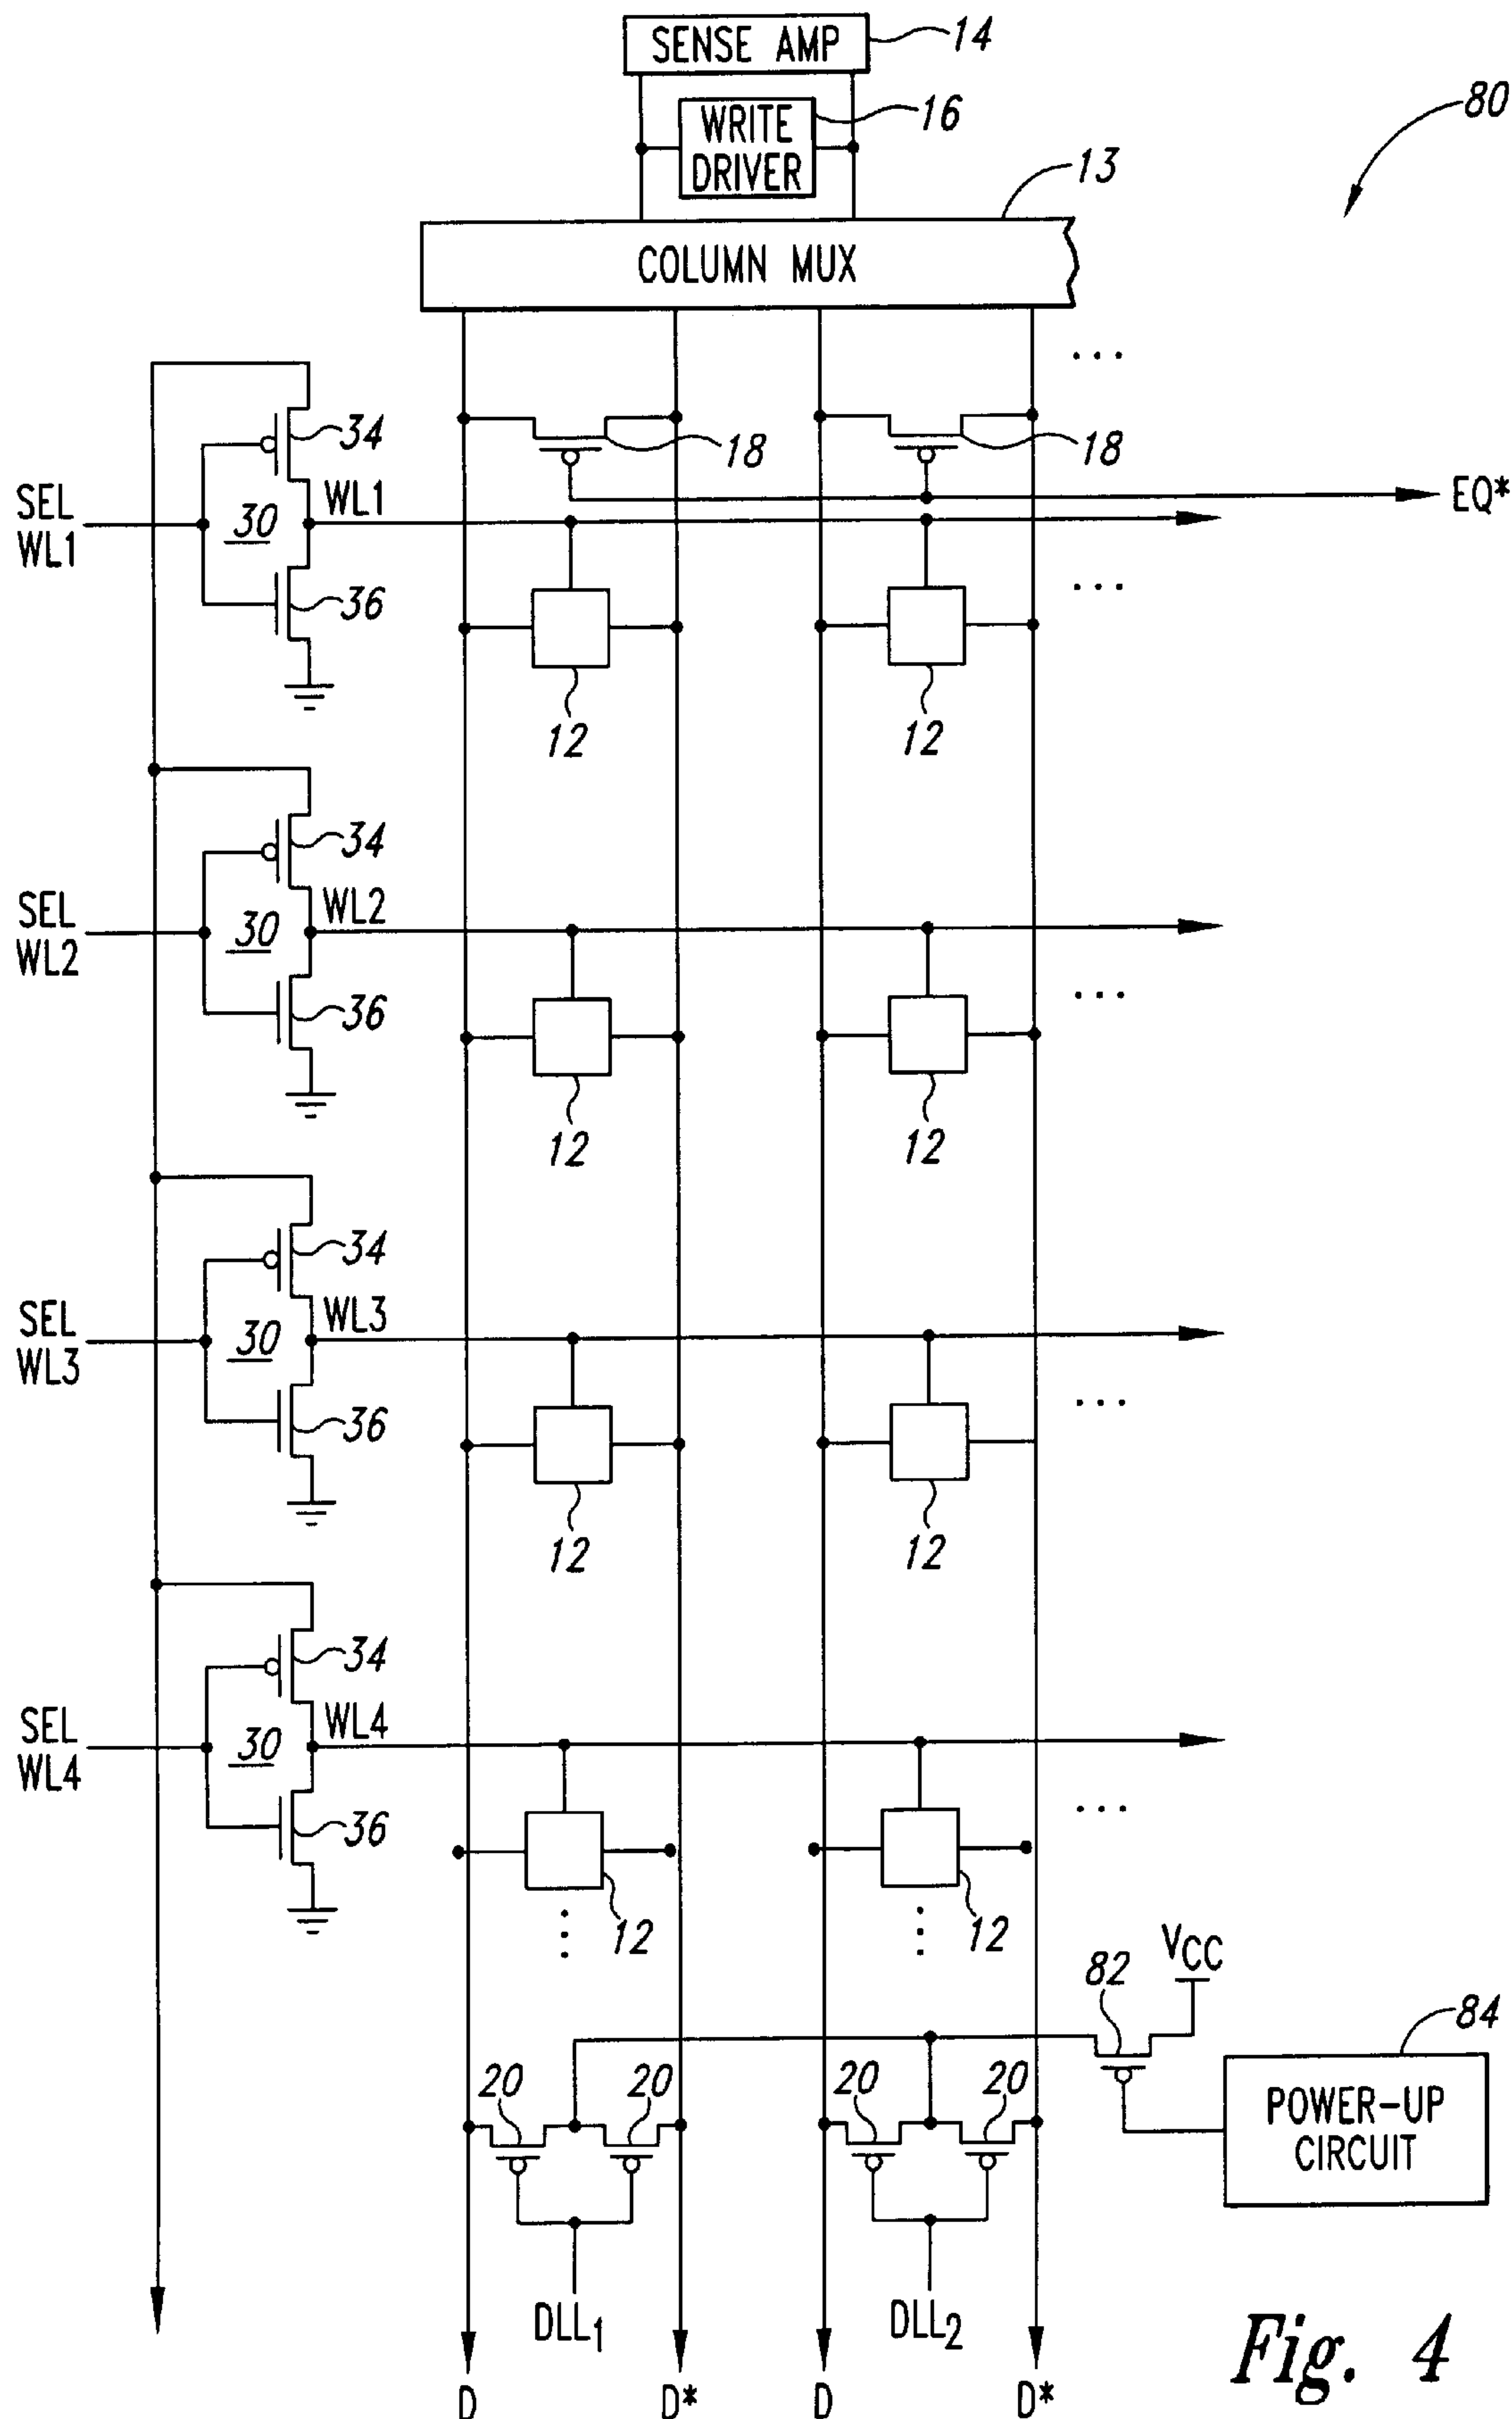 SENSE AMP
14
WRITE
DRIVER
16
80
13
COLUMN MUX
...
34
18
18
SEL
WL1
30
WL1
EQ*
36
...
12
12
34
SEL
WL2
30
WL2
36
...
12
12
34
SEL
WL3
30
WL3
36
...
12
12
34
SEL
WL4
30
WL4
36
...
12
12
82
VCC
84
20
20
20
20
POWER-UP
CIRCUIT
DLL1
DLL2
D
D*
D
D*
Fig. 4